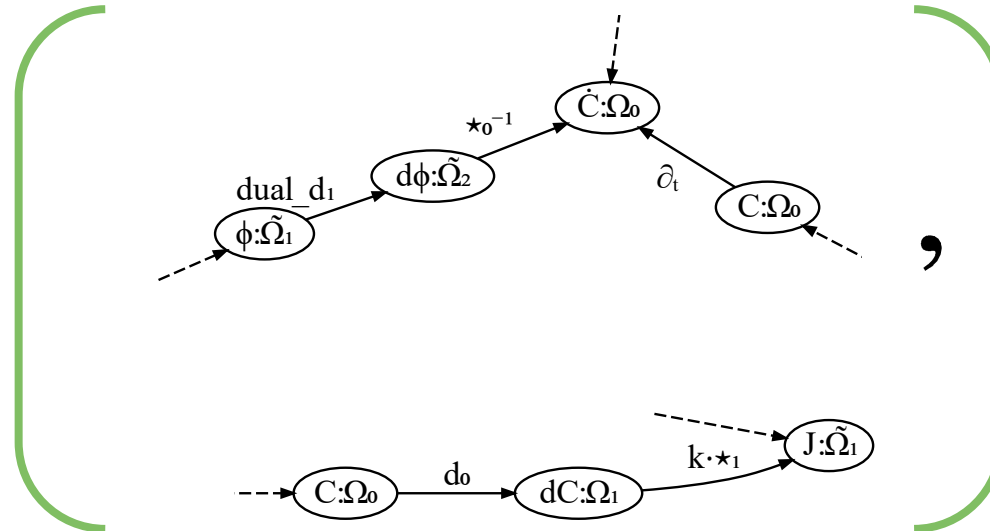 Ċ:Ω₀
⋆₀⁻¹
dϕ:Ω̃₂
∂ₜ
dual_d₁
C:Ω₀
ϕ:Ω̃₁
,
J:Ω̃₁
k·⋆₁
d₀
C:Ω₀
dC:Ω₁